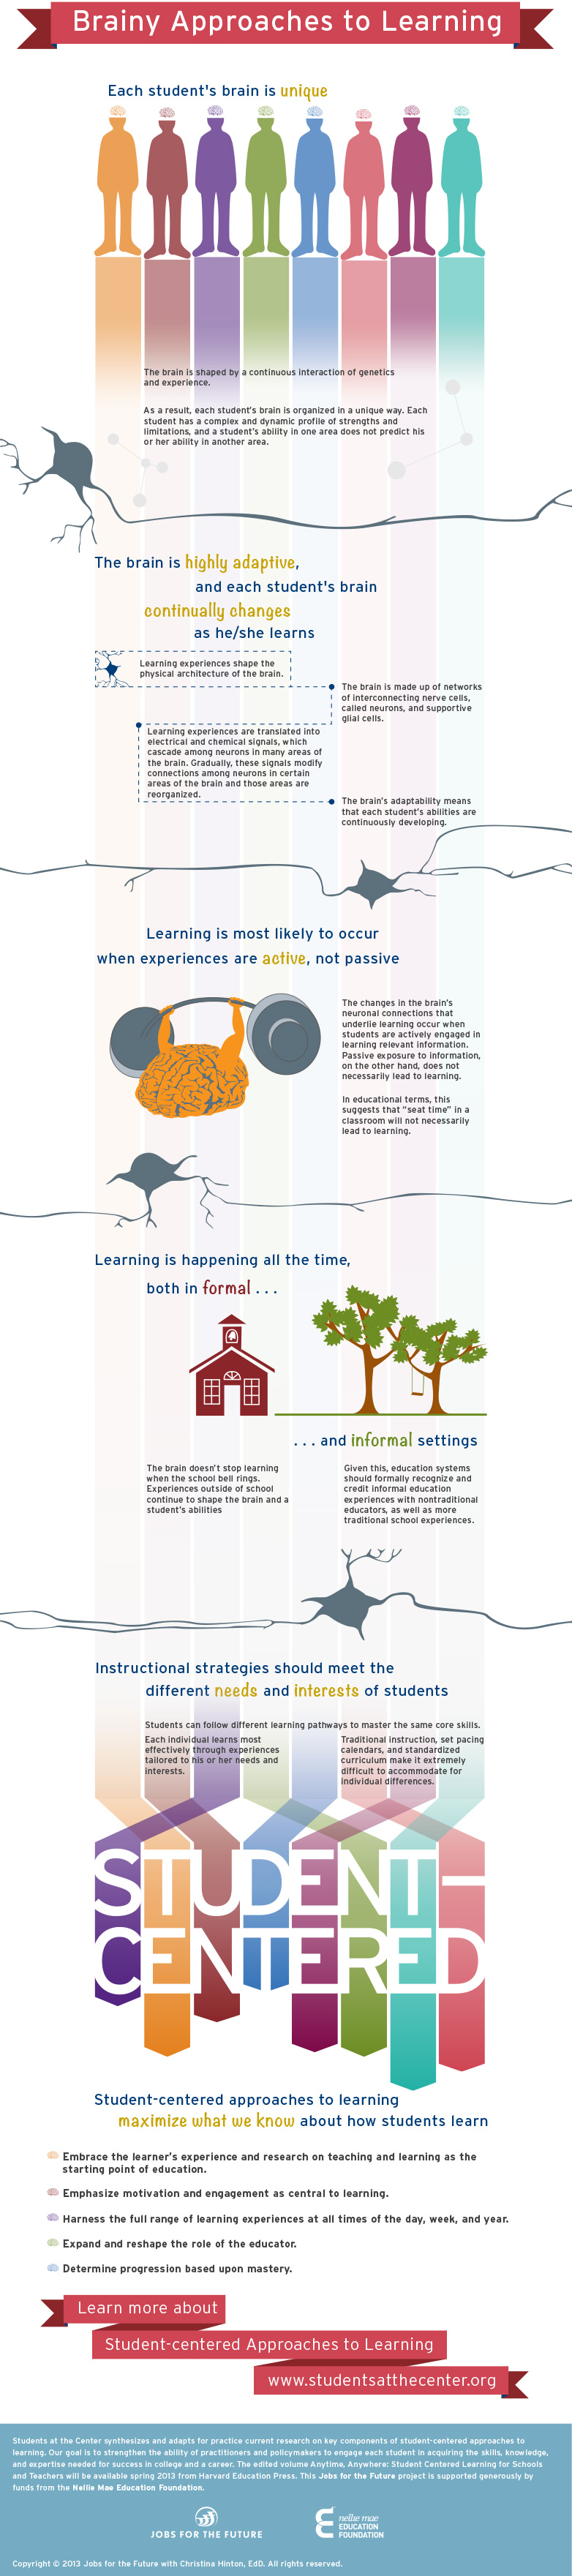 Brainy Approaches to Learning
Each student's brain is unique
The brain is shaped by a continuous interaction of genetics
and experience.
As a result, each student's brain is organized in a unique way. Each
student has a complex and dynamic profile of strengths and
limitations, and a student's ability in one area does not predict his
or her ability in another area.
The brain is highly adaptive,
and each student's brain
continually changes
as he/she learns
Learning experiences shape the
physical architecture of the brain.
The brain is made up of networks
of interconnecting nerve cells,
called neurons, and supportive
glial cells.
Learning experiences are translated into
electrical and chemical signals, which
cascade among neurons in many areas of
the brain. Gradually, these signals modify
connections among neurons in certain
areas of the brain and those areas are
reorganized.
The brain's adaptability means
that each student's abilities are
continuously developing.
Learning is most likely to occur
when experiences are active, not passive
The changes in the brain's
neuronal connections that
underlie learning occur when
students are actively engaged in
learning relevant information.
Passive exposure to information,
on the other hand, does not
necessarily lead to learning.
In educational terms, this
suggests that "seat time" in a
classroom will not necessarily
lead to learning.
Learning is happening all the time,
both in formal . . .
. . . and informal settings
The brain doesn't stop learning
when the school bell rings.
Experiences outside of school
continue to shape the brain and a
student's abilities
Given this, education systems
should formally recognize and
credit informal education
experiences with nontraditional
educators, as well as more
traditional school experiences.
Instructional strategies should meet the
different needs and interests of students
Students can follow different learning pathways to master the same core skills.
Each individual learns most
effectively through experiences
tailored to his or her needs and
interests.
Traditional instruction, set pacing
calendars, and standardized
curriculum make it extremely
difficult to accommodate for
individual differences.
STUDENT-
CENTERED
Student-centered approaches to learning
maximize what we know about how students learn
Embrace the learner's experience and research on teaching and learning as the
starting point of education.
Emphasize motivation and engagement as central to learning.
Harness the full range of learning experiences at all times of the day, week, and year.
Expand and reshape the role of the educator.
Determine progression based upon mastery.
Learn more about
Student-centered Approaches to Learning
www.studentsatthecenter.org
Students at the Center synthesizes and adapts for practice current research on key components of student-centered approaches to
learning. Our goal is to strengthen the ability of practitioners and policymakers to engage each student in acquiring the skills, knowledge,
and expertise needed for success in college and a career. The edited volume Anytime, Anywhere: Student Centered Learning for Schools
and Teachers will be available spring 2013 from Harvard Education Press. This Jobs for the Future project is supported generously by
funds from the Nellie Mae Education Foundation.
JOBS FOR THE FUTURE
nellie mae
EDUCATION
FOUNDATION
Copyright © 2013 Jobs for the Future with Christina Hinton, EdD. All rights reserved.